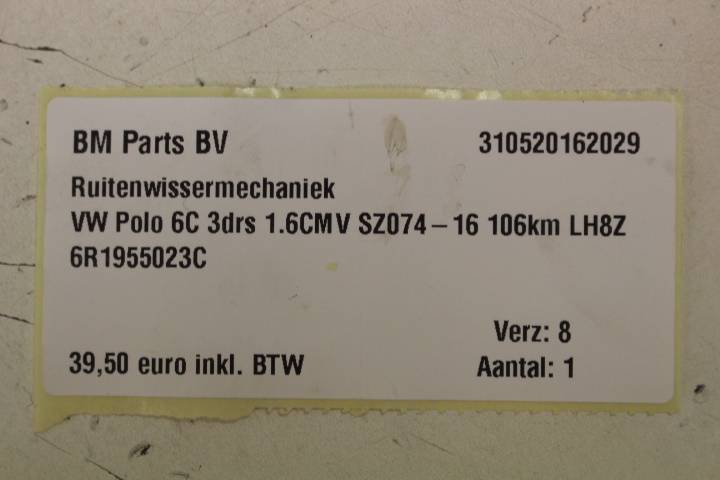 BM Parts BV 310520162029
Ruitenwissermechaniek
VW Polo 6C 3drs 1.6CMV SZ074-16 106km LH8Z
6R1955023C
Verz: 8
39,50 euro inkl. BTW Aantal: 1